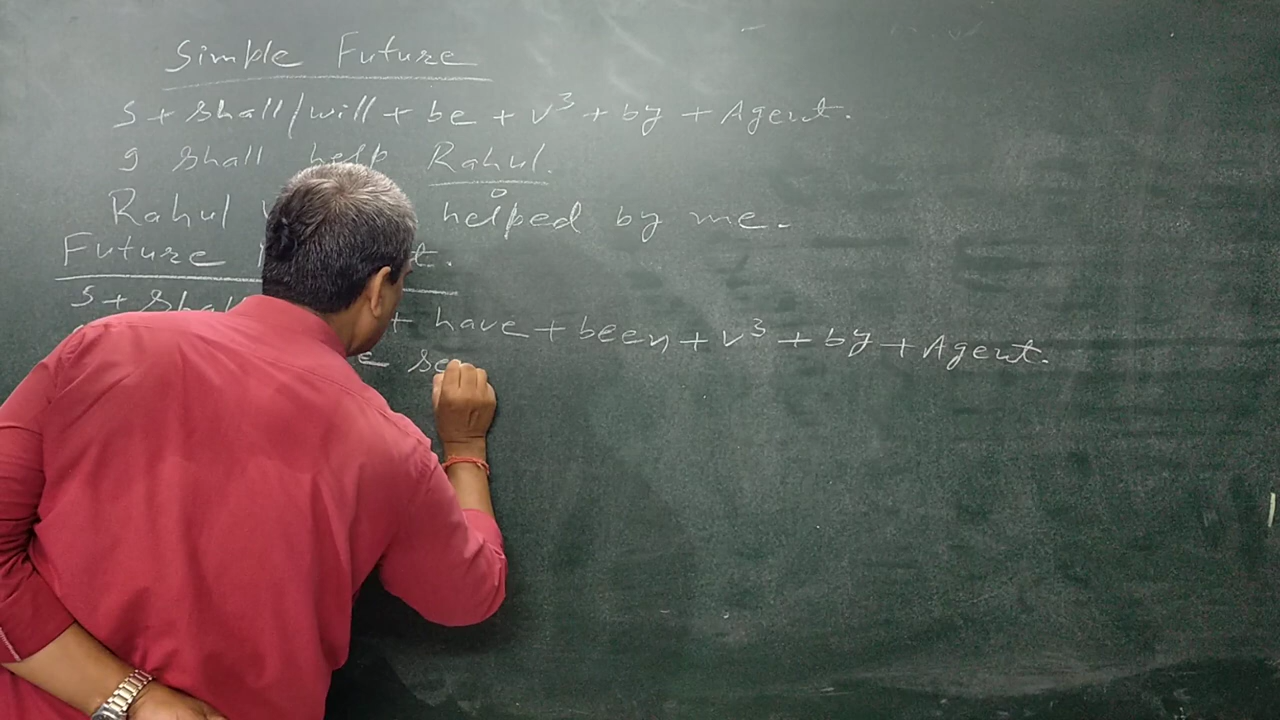 Simple Future
S + shall/will + be + v³ + by + Agent.
I shall help Rahul.
O
Rahul helped by me.
Future t.
S + shal + have + been + v³ + by + Agent.
e se